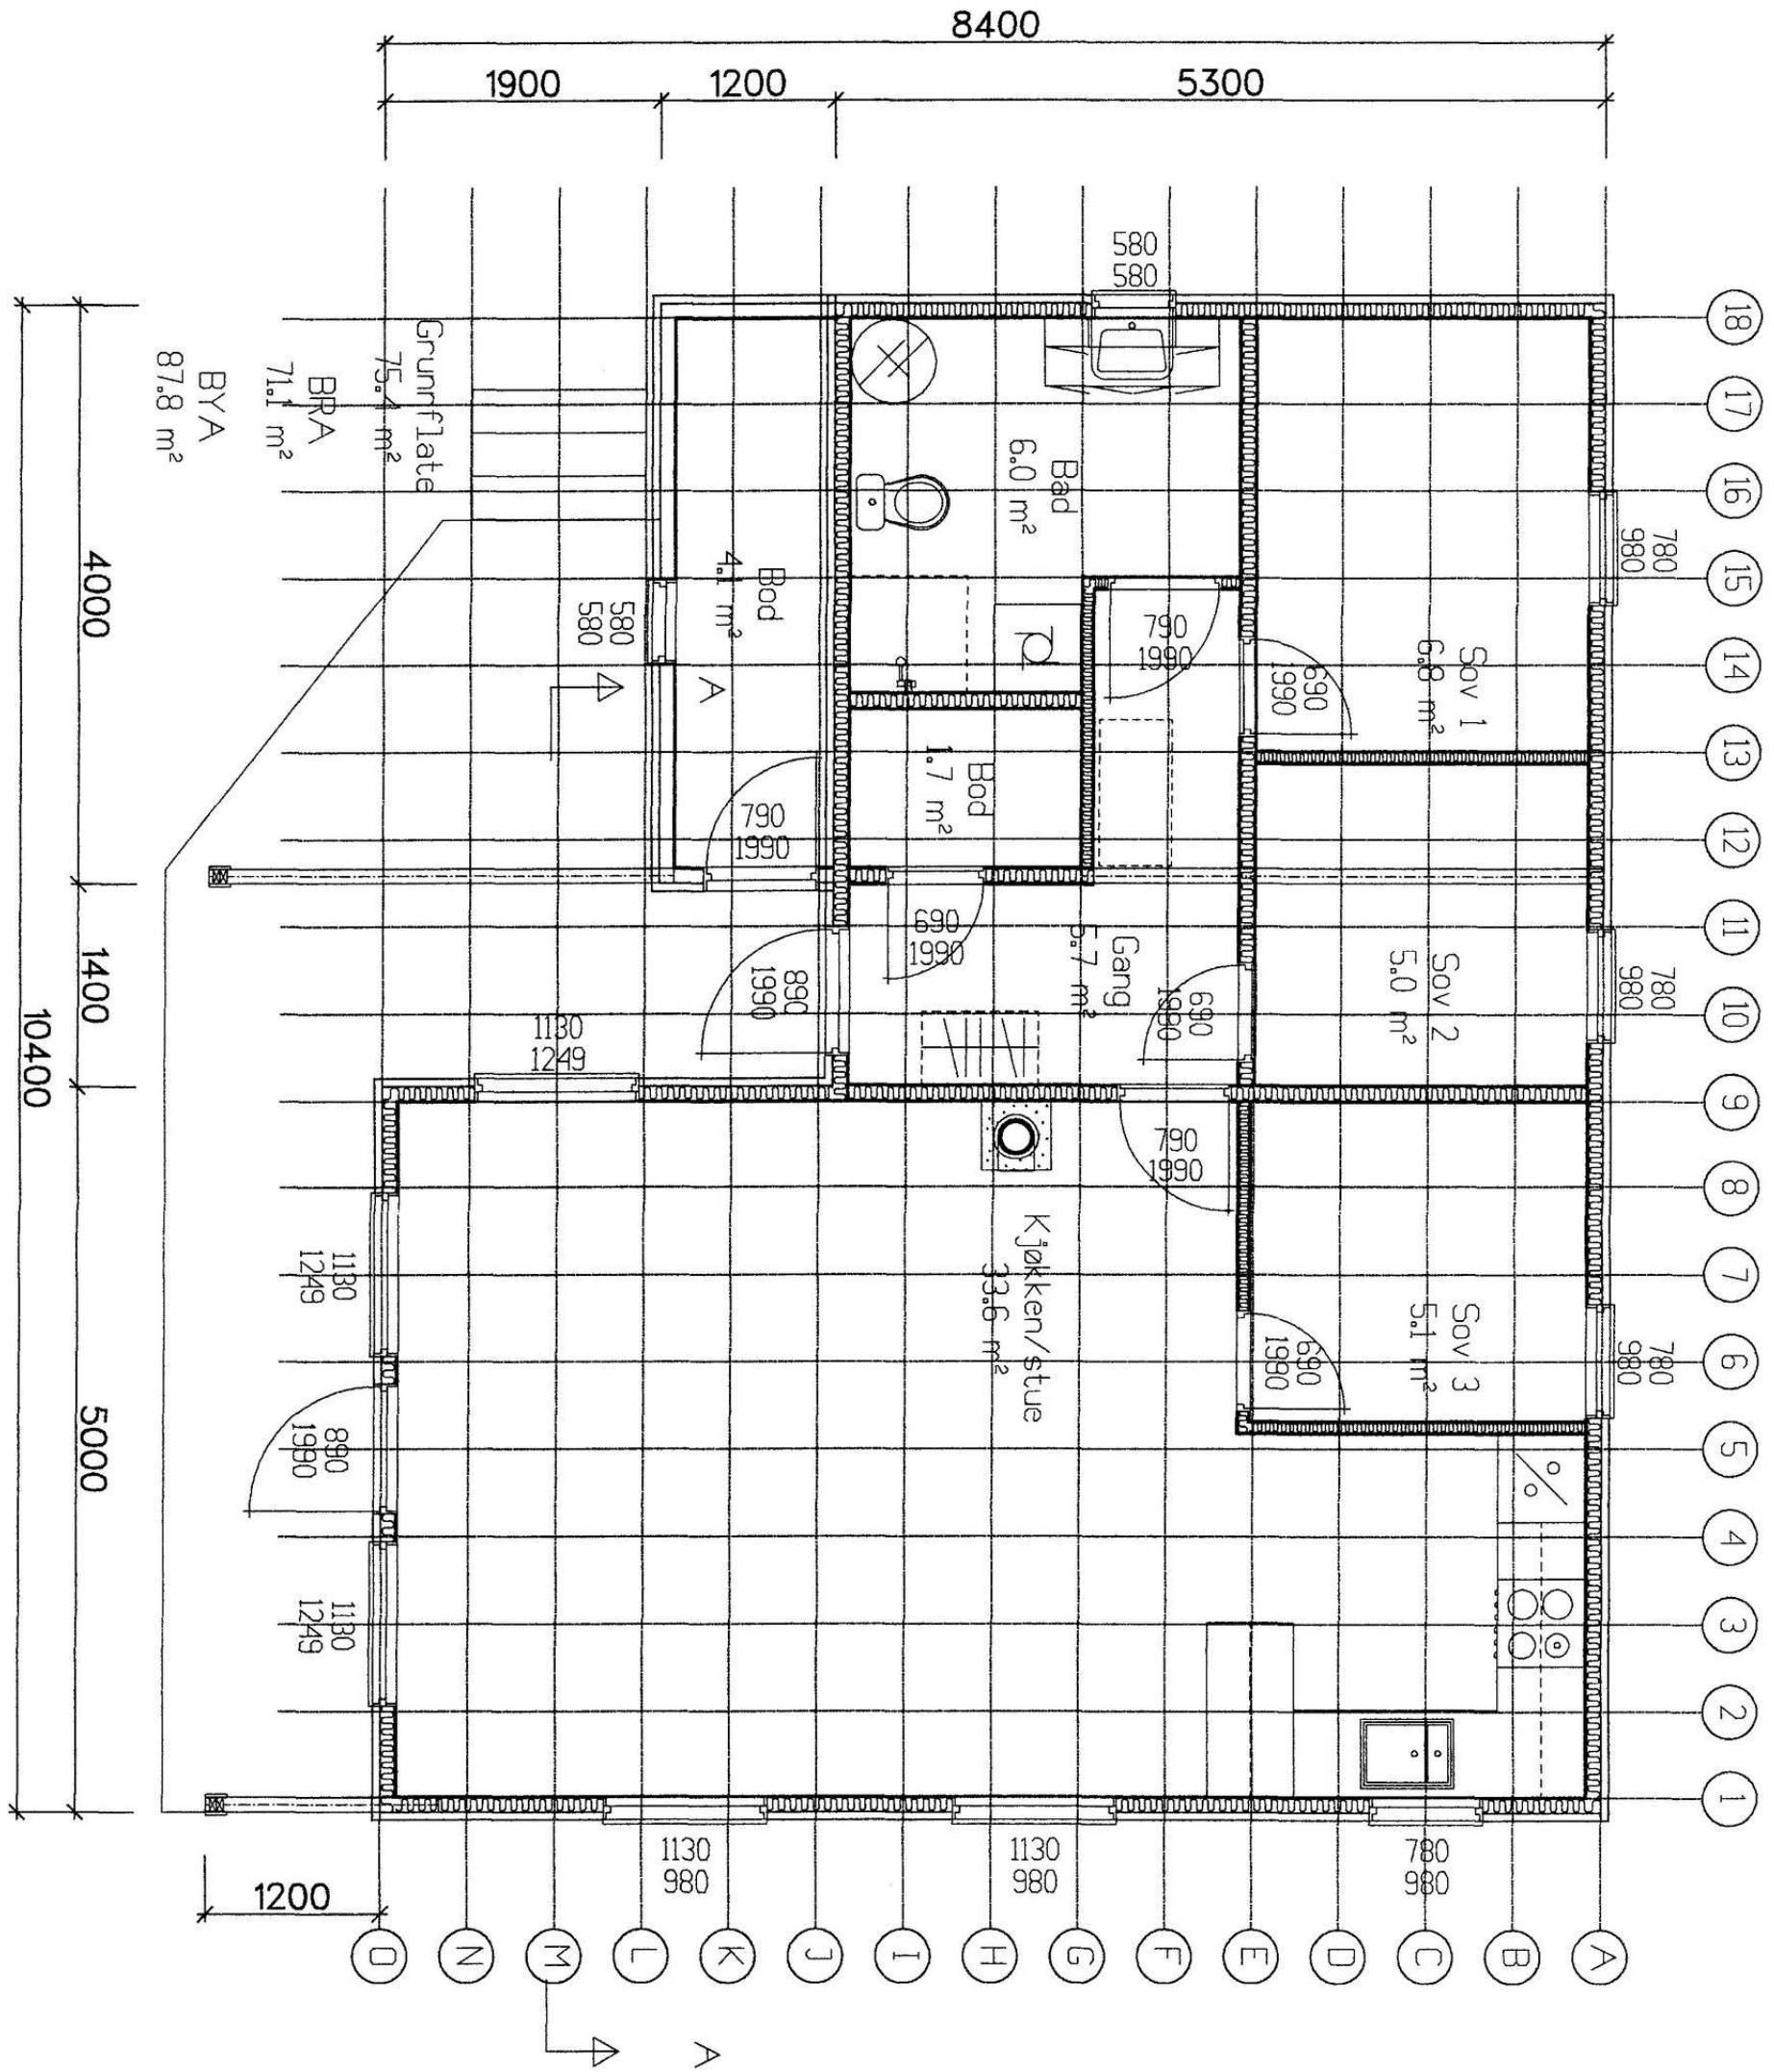 8400
1900
1200
5300
580
580
18
17
16
15
14
13
12
11
10
9
8
7
6
5
4
3
2
1
Grunnflate
75.4 m²
BRA
71.1 m²
BYA
87.8 m²
Bad
6.0 m²
Bod
4.1 m²
580
580
A
790
1990
Bod
1.7 m²
790
1990
690
1990
Sov 1
6.8 m²
780
980
Gang
5.7 m²
690
1990
890
1990
690
1990
Sov 2
5.0 m²
780
980
1130
1249
790
1990
Kjøkken/stue
33.6 m²
Sov 3
5.1 m²
690
1990
780
980
1130
1249
890
1990
1130
1249
4000
1400
5000
10400
1130
980
1130
980
780
980
1200
O
N
M
L
K
J
I
H
G
F
E
D
C
B
A
A